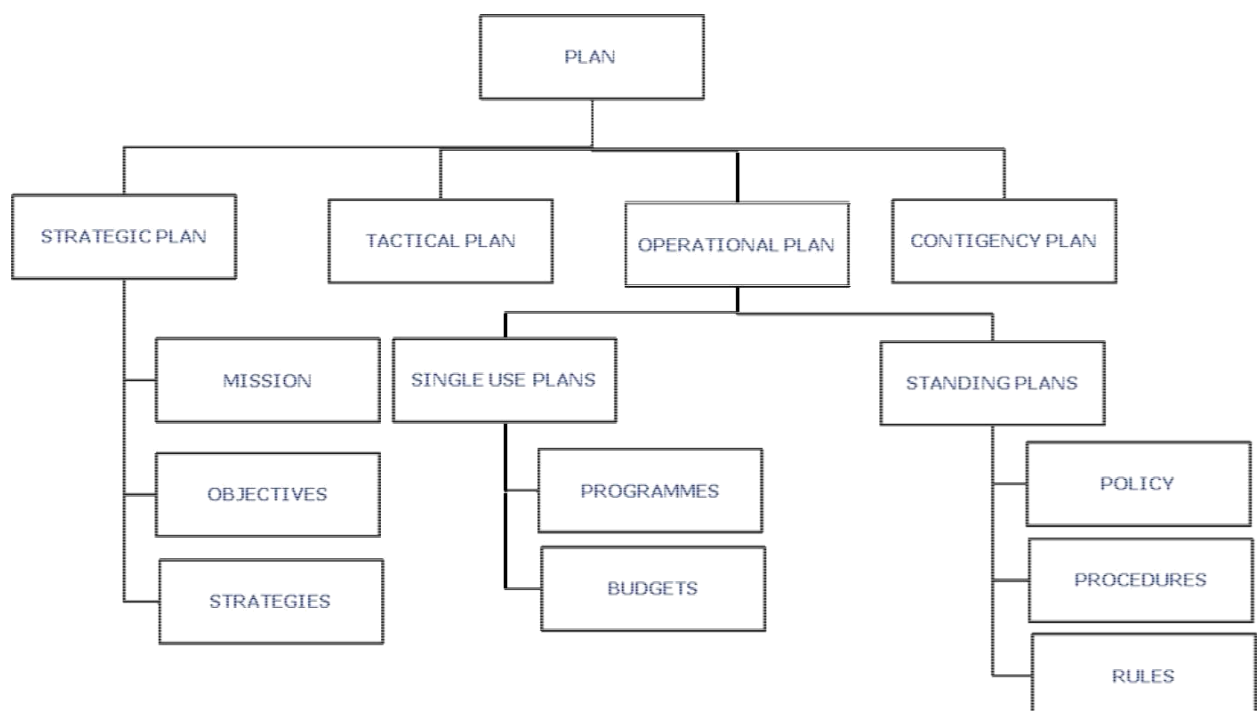 PLAN
STRATEGIC PLAN
TACTICAL PLAN
OPERATIONAL PLAN
CONTIGENCY PLAN
MISSION
SINGLE USE PLANS
STANDING PLANS
OBJECTIVES
PROGRAMMES
POLICY
STRATEGIES
BUDGETS
PROCEDURES
RULES